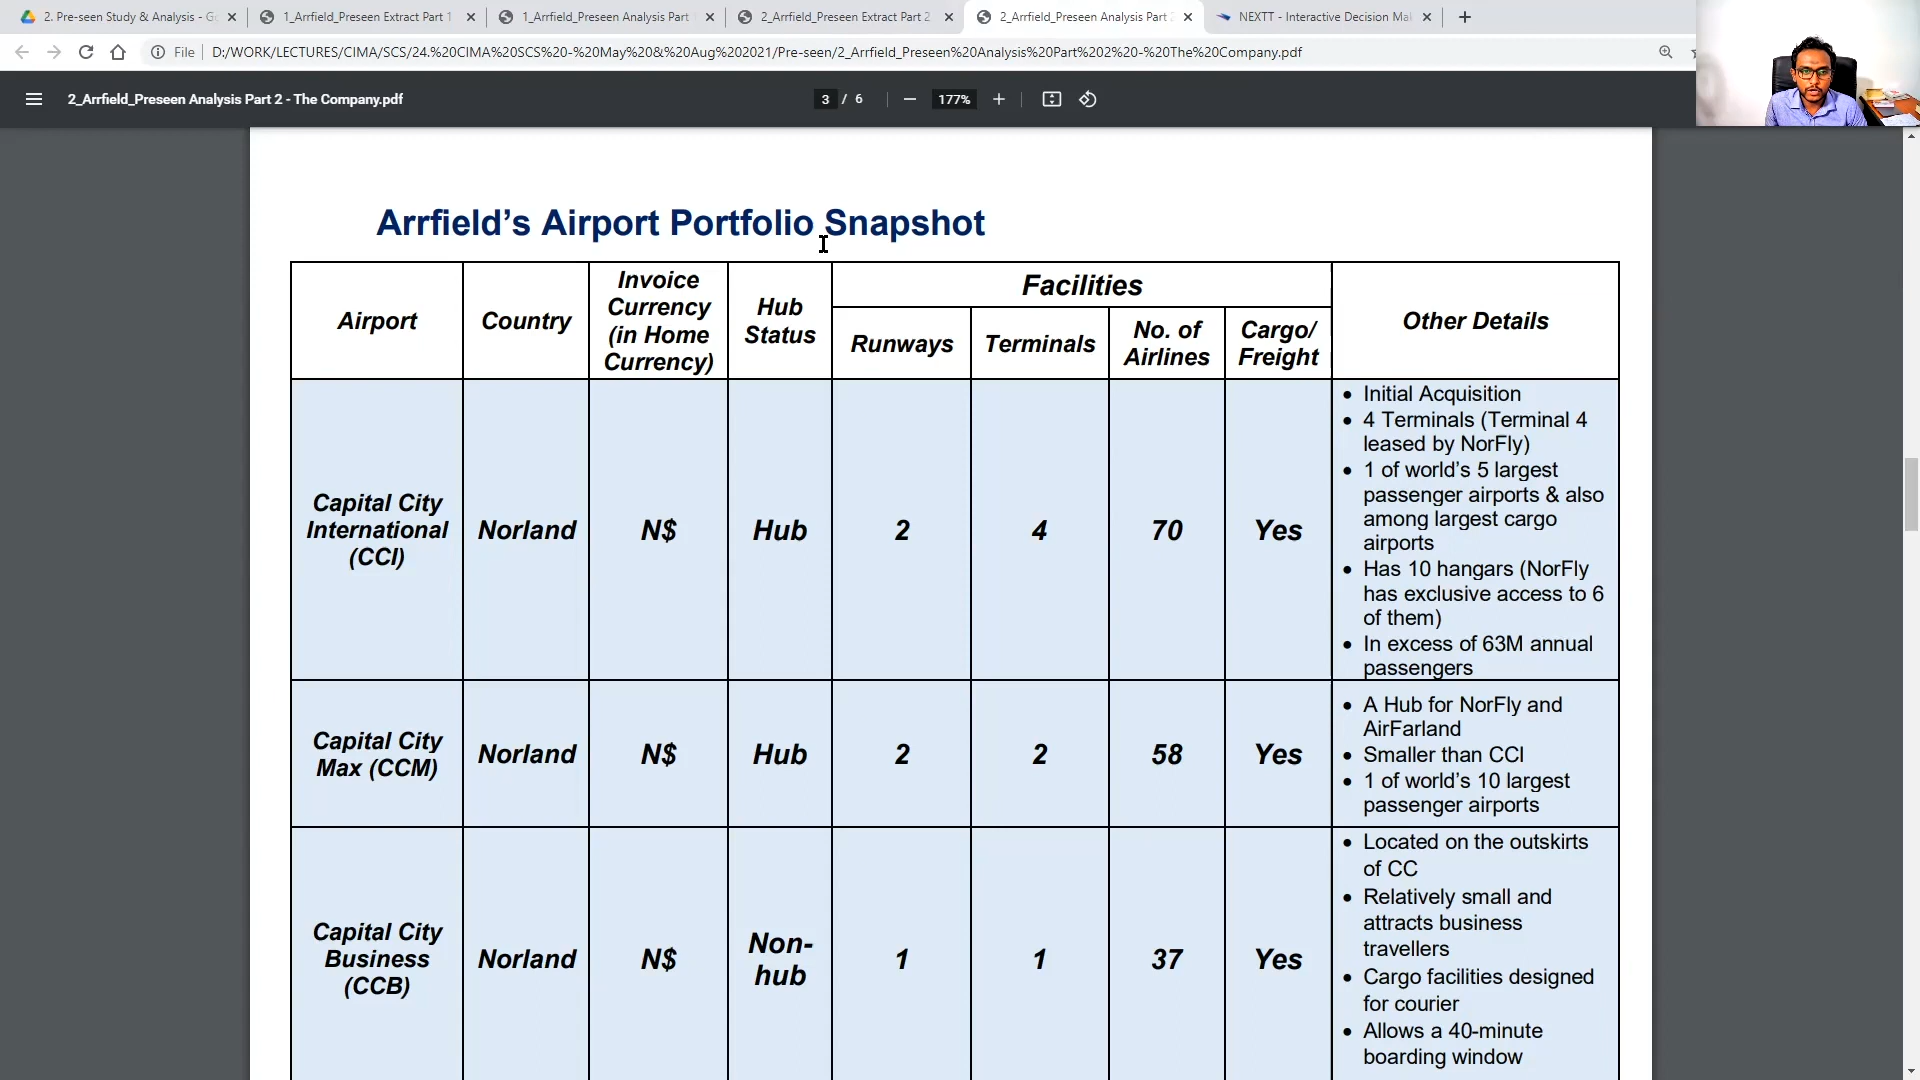 2. Pre-seen Study & Analysis - Go
1_Arrfield_Preseen Extract Part 1
1_Arrfield_Preseen Analysis Part
2_Arrfield_Preseen Extract Part 2
2_Arrfield_Preseen Analysis Part
NEXTT - Interactive Decision Mal
File
D:/WORK/LECTURES/CIMA/SCS/24.%20CIMA%20SCS%20-%20May%20&%20Aug%202021/Pre-seen/2_Arrfield_Preseen%20Analysis%20Part%202%20-%20The%20Company.pdf
2_Arrfield_Preseen Analysis Part 2 - The Company.pdf
3 / 6
177%
Arrfield’s Airport Portfolio Snapshot
Airport
Country
Invoice
Currency
(in Home
Currency)
Hub
Status
Facilities
Runways
Terminals
No. of
Airlines
Cargo/
Freight
Other Details
Capital City
International
(CCI)
Norland
N$
Hub
2
4
70
Yes
• Initial Acquisition
• 4 Terminals (Terminal 4
leased by NorFly)
• 1 of world’s 5 largest
passenger airports & also
among largest cargo
airports
• Has 10 hangars (NorFly
has exclusive access to 6
of them)
• In excess of 63M annual
passengers
Capital City
Max (CCM)
Norland
N$
Hub
2
2
58
Yes
• A Hub for NorFly and
AirFarland
• Smaller than CCI
• 1 of world’s 10 largest
passenger airports
Capital City
Business
(CCB)
Norland
N$
Non-
hub
1
1
37
Yes
• Located on the outskirts
of CC
• Relatively small and
attracts business
travellers
• Cargo facilities designed
for courier
• Allows a 40-minute
boarding window